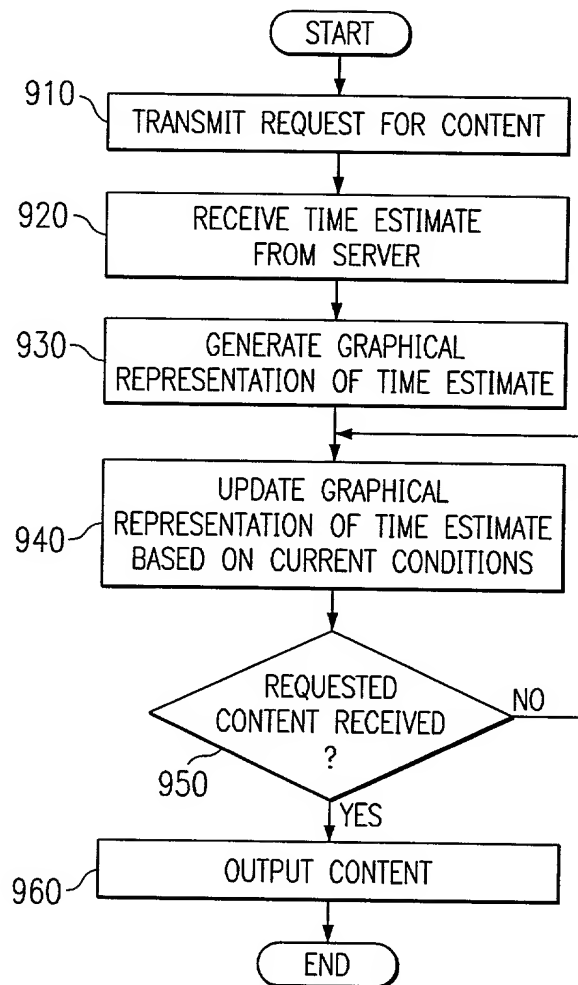 START
910
TRANSMIT REQUEST FOR CONTENT
920
RECEIVE TIME ESTIMATE
FROM SERVER
930
GENERATE GRAPHICAL
REPRESENTATION OF TIME ESTIMATE
940
UPDATE GRAPHICAL
REPRESENTATION OF TIME ESTIMATE
BASED ON CURRENT CONDITIONS
REQUESTED
CONTENT RECEIVED
?
NO
950
YES
960
OUTPUT CONTENT
END